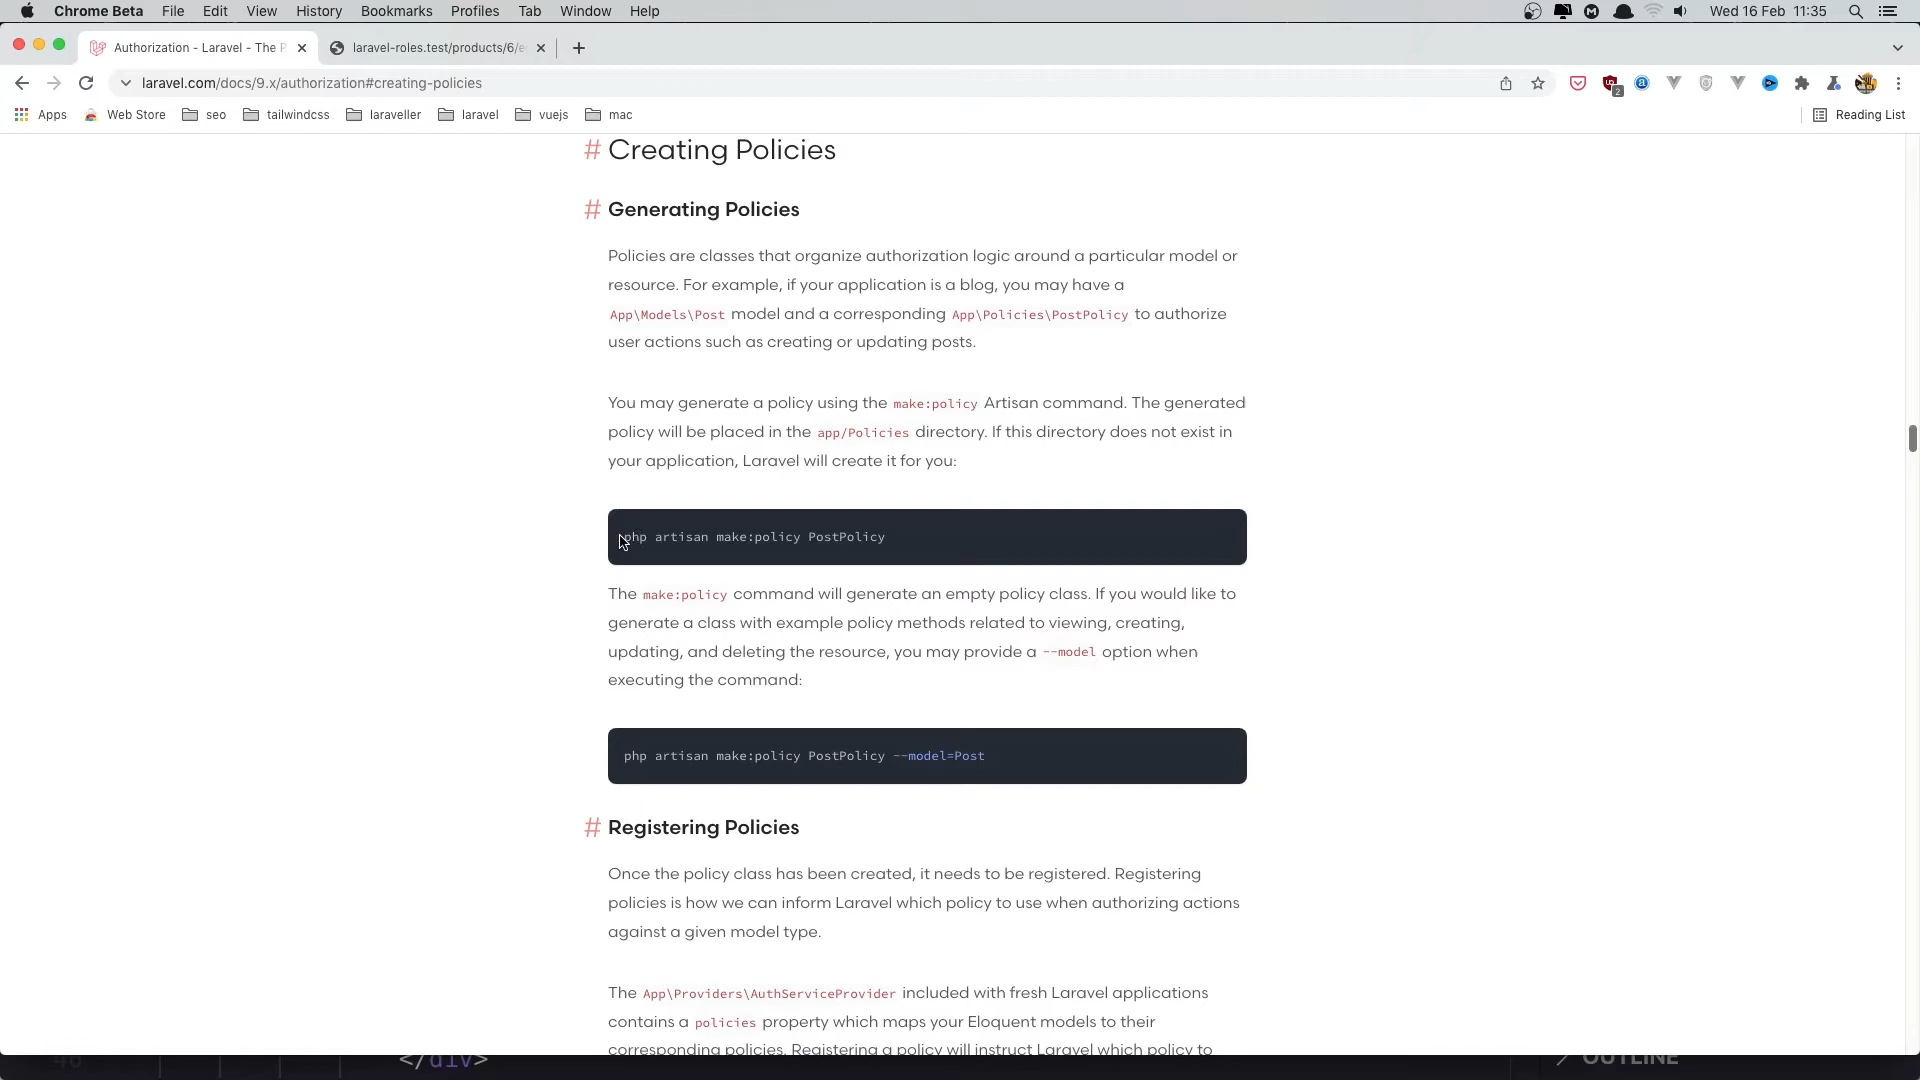 Chrome Beta File Edit View History Bookmarks Profiles Tab Window Help
Wed 16 Feb 11:35
Authorization - Laravel - The P
laravel-roles.test/products/6/e
laravel.com/docs/9.x/authorization#creating-policies
2
Apps Web Store seo tailwindcss laraveller laravel vuejs mac Reading List
# Creating Policies
# Generating Policies
Policies are classes that organize authorization logic around a particular model or
resource. For example, if your application is a blog, you may have a
App\Models\Post model and a corresponding App\Policies\PostPolicy to authorize
user actions such as creating or updating posts.
You may generate a policy using the make:policy Artisan command. The generated
policy will be placed in the app/Policies directory. If this directory does not exist in
your application, Laravel will create it for you:
php artisan make:policy PostPolicy
The make:policy command will generate an empty policy class. If you would like to
generate a class with example policy methods related to viewing, creating,
updating, and deleting the resource, you may provide a --model option when
executing the command:
php artisan make:policy PostPolicy --model=Post
# Registering Policies
Once the policy class has been created, it needs to be registered. Registering
policies is how we can inform Laravel which policy to use when authorizing actions
against a given model type.
The App\Providers\AuthServiceProvider included with fresh Laravel applications
contains a policies property which maps your Eloquent models to their
corresponding policies. Registering a policy will instruct Laravel which policy to
</div>
OUTLINE